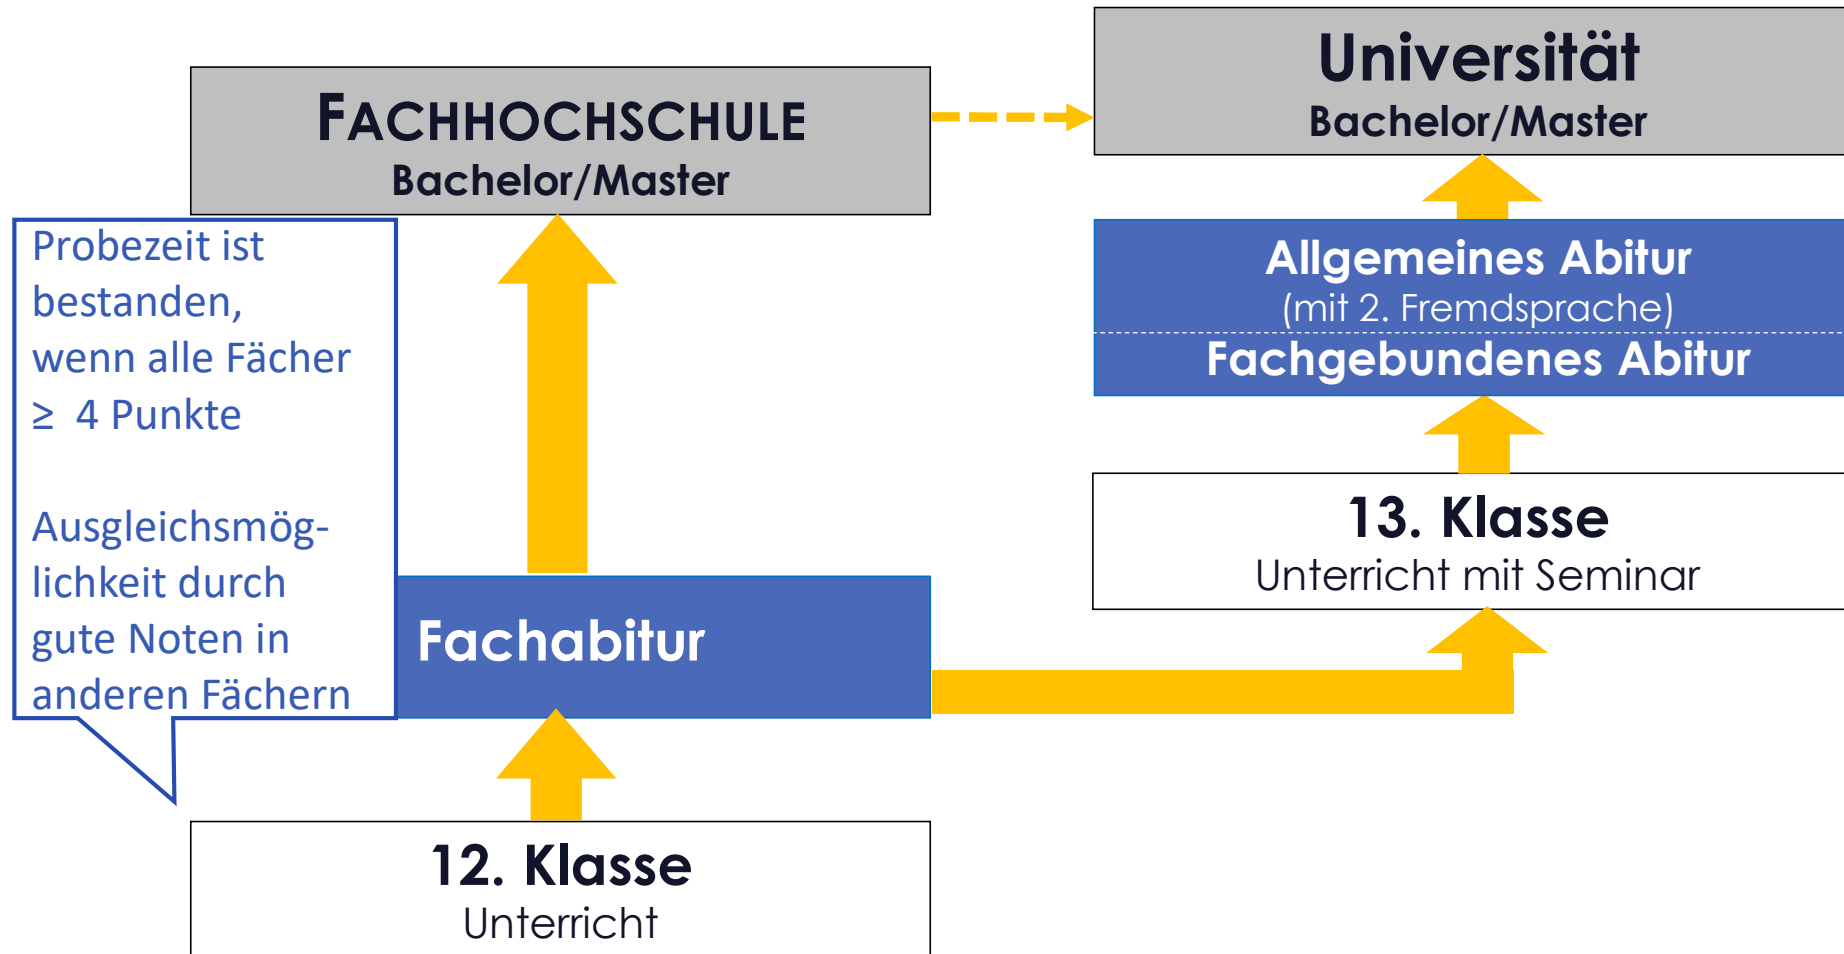 FACHHOCHSCHULE
Bachelor/Master
Universität
Bachelor/Master
Probezeit ist
bestanden,
wenn alle Fächer
≥ 4 Punkte
Ausgleichsmög-
lichkeit durch
gute Noten in
anderen Fächern
Allgemeines Abitur
(mit 2. Fremdsprache)
Fachgebundenes Abitur
13. Klasse
Unterricht mit Seminar
Fachabitur
12. Klasse
Unterricht